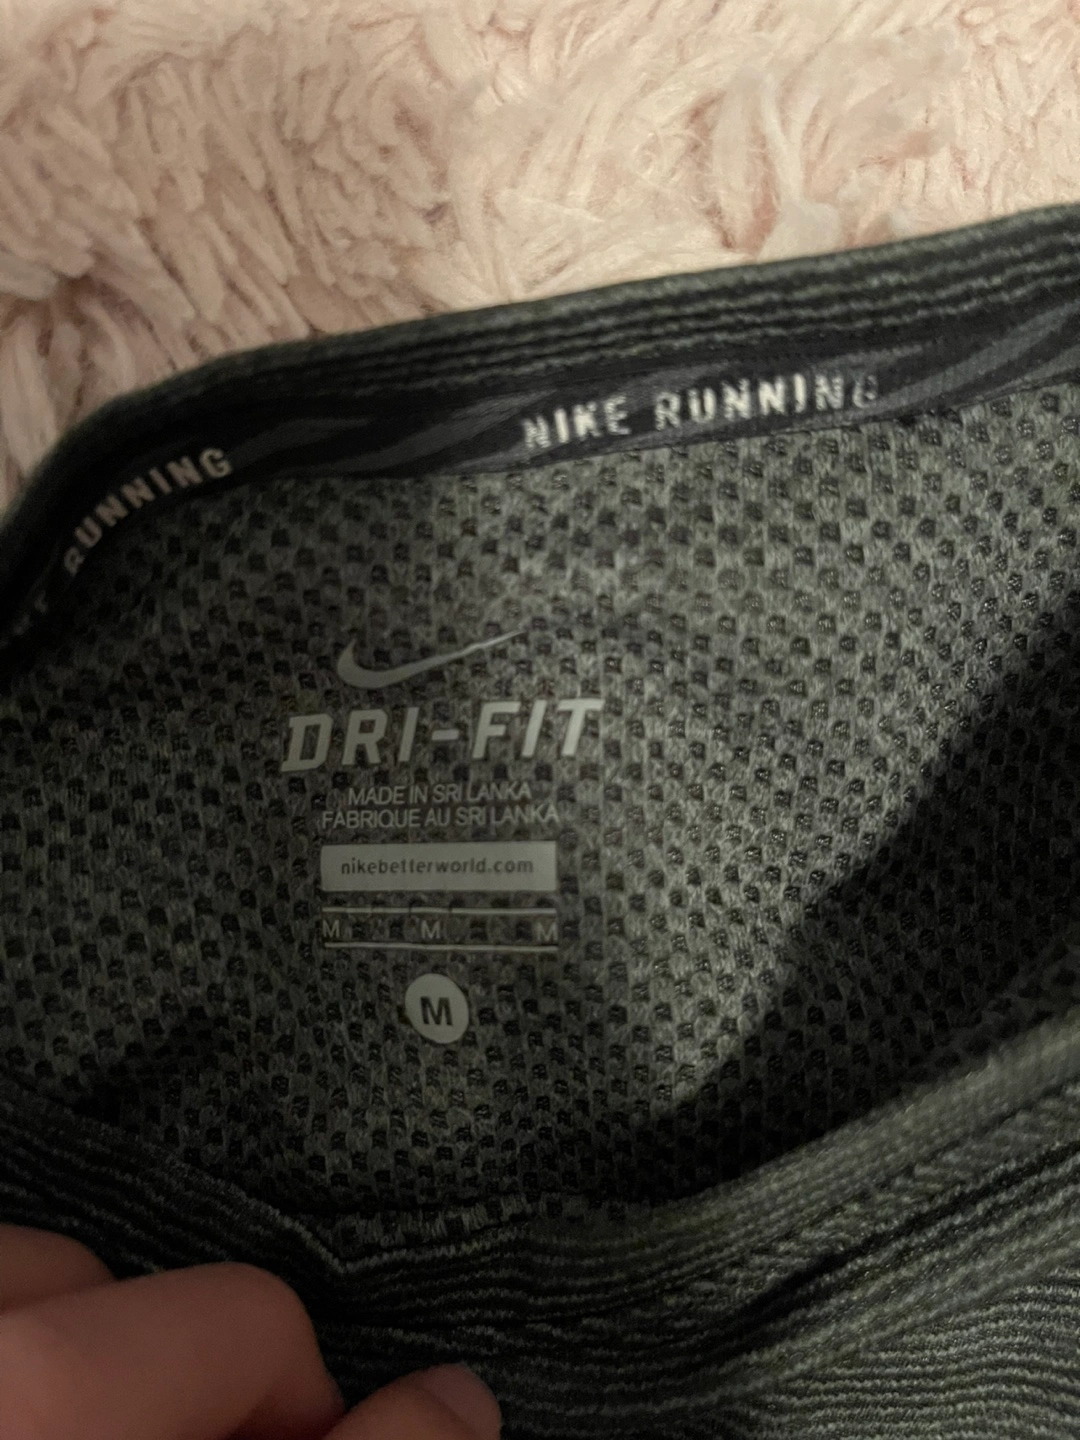 NIKE RUNNING
RUNNING
DRI-FIT
MADE IN SRI LANKA
FABRIQUE AU SRI LANKA
nikebetterworld.com
M M M
M